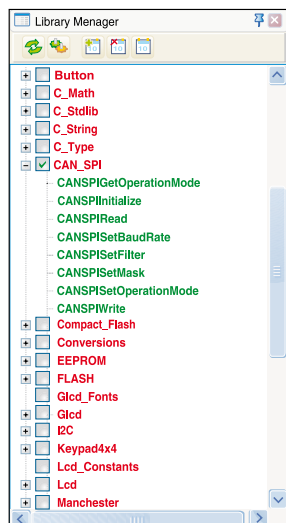 Library Menager
Button
C_Math
C_Stdlib
C_String
C_Type
CAN_SPI
CANSPIGetOperationMode
CANSPIInitialize
CANSPIRead
CANSPISetBaudRate
CANSPISetFilter
CANSPISetMask
CANSPISetOperationMode
CANSPIWrite
Compact_Flash
Conversions
EEPROM
FLASH
Glcd_Fonts
Glcd
I2C
Keypad4x4
Lcd_Constants
Lcd
Manchester